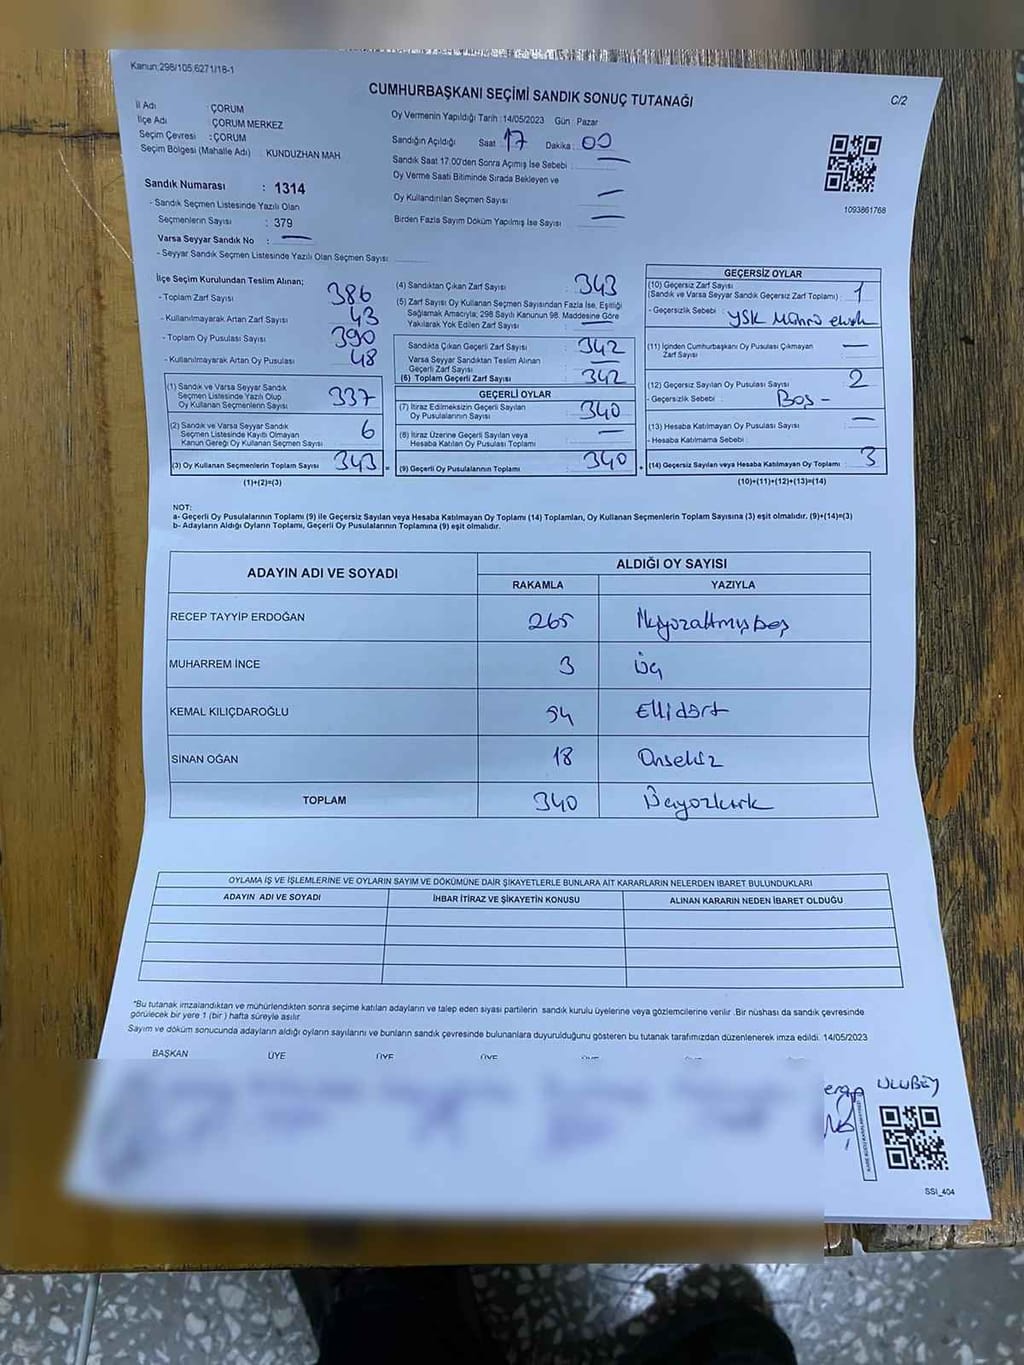 Kanun:298/105,6271/18-1
CUMHURBAŞKANI SEÇİMİ SANDIK SONUÇ TUTANAĞI
C/2
İl Adı : ÇORUM
İlçe Adı : ÇORUM MERKEZ
Seçim Çevresi : ÇORUM
Seçim Bölgesi (Mahalle Adı) : KUNDUZHAN MAH
Oy Vermenin Yapıldığı Tarih :14/05/2023 Gün : Pazar
Sandığın Açıldığı Saat : 17 Dakika : 00
Sandık Saat 17.00'den Sonra Açımış İse Sebebi : —
Oy Verme Saati Bitiminde Sırada Bekleyen ve
Oy Kullandırılan Seçmen Sayısı : —
Birden Fazla Sayım Döküm Yapılmış İse Sayısı : —
1093861768
Sandık Numarası : 1314
- Sandık Seçmen Listesinde Yazılı Olan
Seçmenlerin Sayısı : 379
Varsa Seyyar Sandık No : —
- Seyyar Sandık Seçmen Listesinde Yazılı Olan Seçmen Sayısı:
İlçe Seçim Kurulundan Teslim Alınan;
- Toplam Zarf Sayısı 386
- Kullanılmayarak Artan Zarf Sayısı : 43
- Toplam Oy Pusulası Sayısı : 390
- Kullanılmayarak Artan Oy Pusulası : 48
(1) Sandık ve Varsa Seyyar Sandık
Seçmen Listesinde Yazılı Olup
Oy Kullanan Seçmenlerin Sayısı : 337
(2) Sandık ve Varsa Seyyar Sandık
Seçmen Listesinde Kayıtlı Olmayan
Kanun Gereği Oy Kullanan Seçmen Sayısı : 6
(3) Oy Kullanan Seçmenlerin Toplam Sayısı : 343
(1)+(2)=(3)
(4) Sandıktan Çıkan Zarf Sayısı : 343
(5) Zarf Sayısı Oy Kullanan Seçmen Sayısından Fazla İse, Eşitliği
Sağlamak Amacıyla; 298 Sayılı Kanunun 98. Maddesine Göre
Yakılarak Yok Edilen Zarf Sayısı : —
Sandıkta Çıkan Geçerli Zarf Sayısı : 342
Varsa Seyyar Sandıktan Teslim Alınan
Geçerli Zarf Sayısı : —
(6) Toplam Geçerli Zarf Sayısı : 342
GEÇERLİ OYLAR
(7) İtiraz Edilmeksizin Geçerli Sayılan
Oy Pusulalarının Sayısı : 340
(8) İtiraz Üzerine Geçerli Sayılan veya
Hesaba Katılan Oy Pusulası Toplamı : —
= (9) Geçerli Oy Pusulalarının Toplamı : 340
GEÇERSİZ OYLAR
(10) Geçersiz Zarf Sayısı
(Sandık ve Varsa Seyyar Sandık Geçersiz Zarf Toplamı) : 1
- Geçersizlik Sebebi : YSK Mührü eksik
(11) İçinden Cumhurbaşkanı Oy Pusulası Çıkmayan
Zarf Sayısı : —
(12) Geçersiz Sayılan Oy Pusulası Sayısı : 2
- Geçersizlik Sebebi : Boş -
(13) Hesaba Katılmayan Oy Pusulası Sayısı : —
- Hesaba Katılmama Sebebi :
+ (14) Geçersiz Sayılan veya Hesaba Katılmayan Oy Toplamı : 3
(10)+(11)+(12)+(13)=(14)
NOT:
a- Geçerli Oy Pusulalarının Toplamı (9) ile Geçersiz Sayılan veya Hesaba Katılmayan Oy Toplamı (14) Toplamları, Oy Kullanan Seçmenlerin Toplam Sayısına (3) eşit olmalıdır. (9)+(14)=(3)
b- Adayların Aldığı Oyların Toplamı, Geçerli Oy Pusulalarının Toplamına (9) eşit olmalıdır.
ADAYIN ADI VE SOYADI ALDIĞI OY SAYISI
RAKAMLA YAZIYLA
RECEP TAYYİP ERDOĞAN 265 İkiyüzaltmışbeş
MUHARREM İNCE 3 Üç
KEMAL KILIÇDAROĞLU 54 Ellidört
SİNAN OĞAN 18 Onsekiz
TOPLAM 340 Üçyüzkırk
OYLAMA İŞ VE İŞLEMLERİNE VE OYLARIN SAYIM VE DÖKÜMÜNE DAİR ŞİKAYETLERLE BUNLARA AİT KARARLARIN NELERDEN İBARET BULUNDUKLARI
ADAYIN ADI VE SOYADI İHBAR İTİRAZ VE ŞİKAYETİN KONUSU ALINAN KARARIN NEDEN İBARET OLDUĞU
*Bu tutanak imzalandıktan ve mühürlendikten sonra seçime katılan adayların ve talep eden siyasi partilerin sandık kurulu üyelerine veya gözlemcilerine verilir .Bir nüshası da sandık çevresinde
görülecek bir yere 1 (bir ) hafta süreyle asılır.
Sayım ve döküm sonucunda adayların aldığı oyların sayılarını ve bunların sandık çevresinde bulunanlara duyurulduğunu gösteren bu tutanak tarafımızdan düzenlenerek imza edildi. 14/05/2023
BAŞKAN ÜYE ÜYE ÜYE ÜYE
ULUBEY
SSI_404